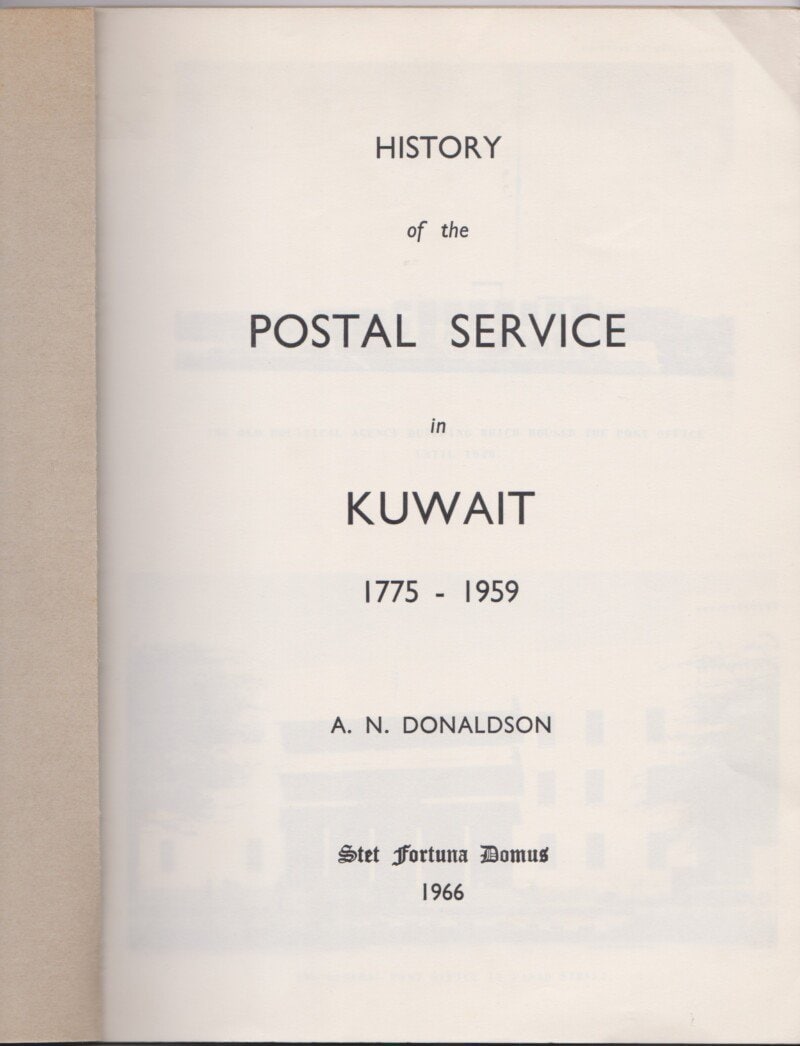 HISTORY
of the
POSTAL SERVICE
in
KUWAIT
1775 - 1959
A. N. DONALDSON
Stet Fortuna Domus
1966